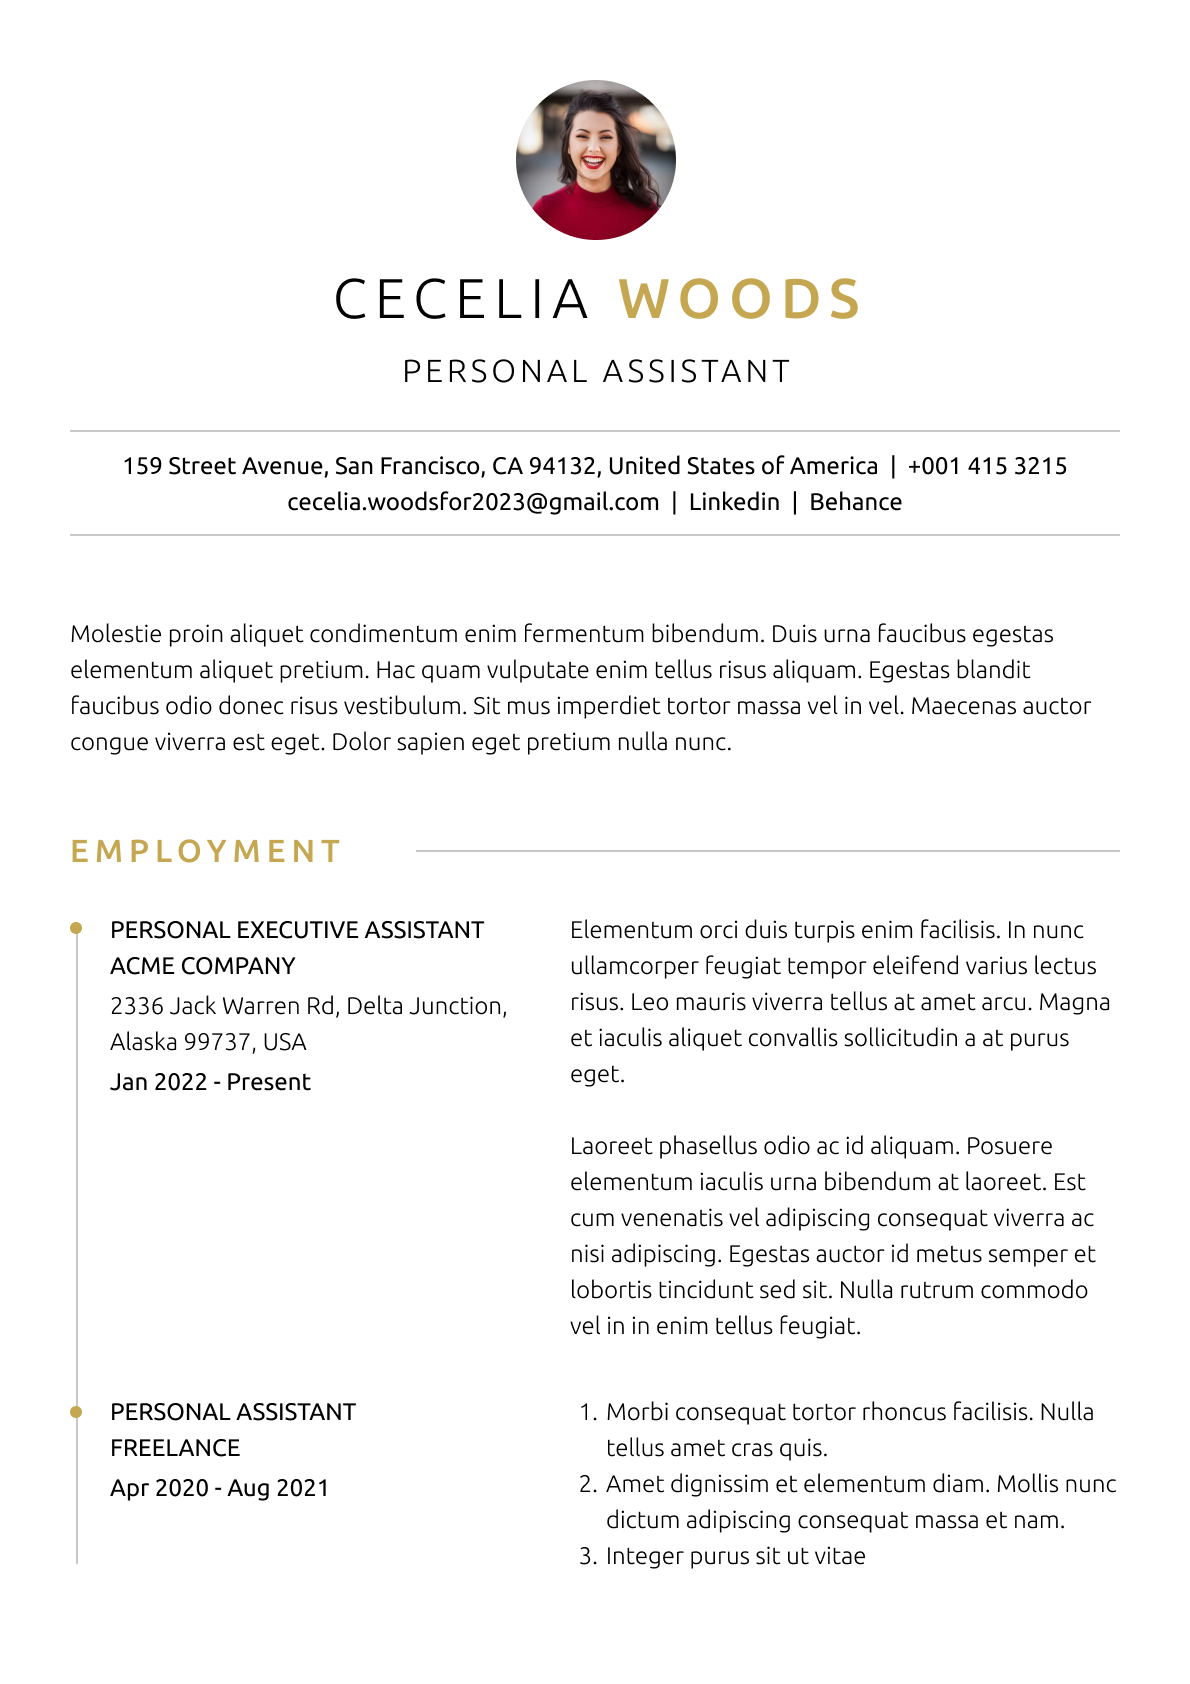 CECELIA WOODS
PERSONAL ASSISTANT
159 Street Avenue, San Francisco, CA 94132, United States of America | +001 415 3215
cecelia.woodsfor2023@gmail.com | Linkedin | Behance
Molestie proin aliquet condimentum enim fermentum bibendum. Duis urna faucibus egestas
elementum aliquet pretium. Hac quam vulputate enim tellus risus aliquam. Egestas blandit
faucibus odio donec risus vestibulum. Sit mus imperdiet tortor massa vel in vel. Maecenas auctor
congue viverra est eget. Dolor sapien eget pretium nulla nunc.
EMPLOYMENT
PERSONAL EXECUTIVE ASSISTANT
ACME COMPANY
2336 Jack Warren Rd, Delta Junction,
Alaska 99737, USA
Jan 2022 - Present
Elementum orci duis turpis enim facilisis. In nunc
ullamcorper feugiat tempor eleifend varius lectus
risus. Leo mauris viverra tellus at amet arcu. Magna
et iaculis aliquet convallis sollicitudin a at purus
eget.
Laoreet phasellus odio ac id aliquam. Posuere
elementum iaculis urna bibendum at laoreet. Est
cum venenatis vel adipiscing consequat viverra ac
nisi adipiscing. Egestas auctor id metus semper et
lobortis tincidunt sed sit. Nulla rutrum commodo
vel in in enim tellus feugiat.
PERSONAL ASSISTANT
FREELANCE
Apr 2020 - Aug 2021
1. Morbi consequat tortor rhoncus facilisis. Nulla
tellus amet cras quis.
2. Amet dignissim et elementum diam. Mollis nunc
dictum adipiscing consequat massa et nam.
3. Integer purus sit ut vitae